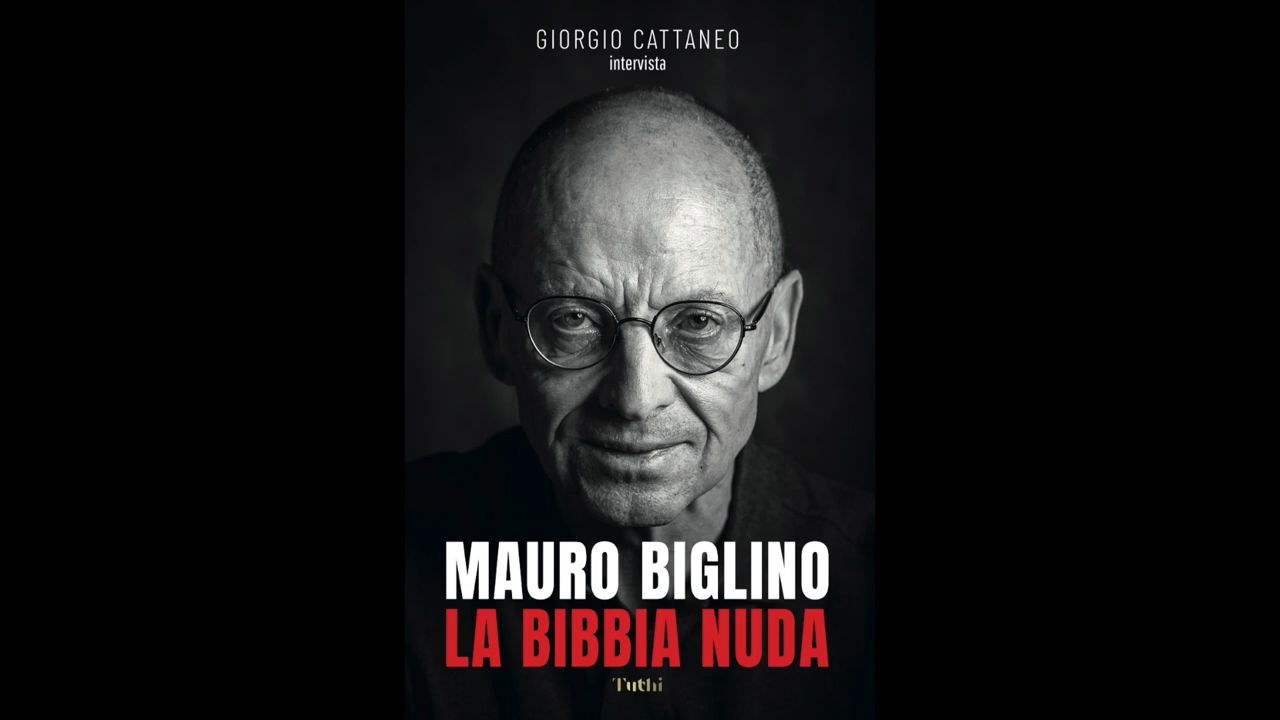 GIORGIO CATTANEO
intervista
MAURO BIGLINO
LA BIBBIA NUDA
Tuthi